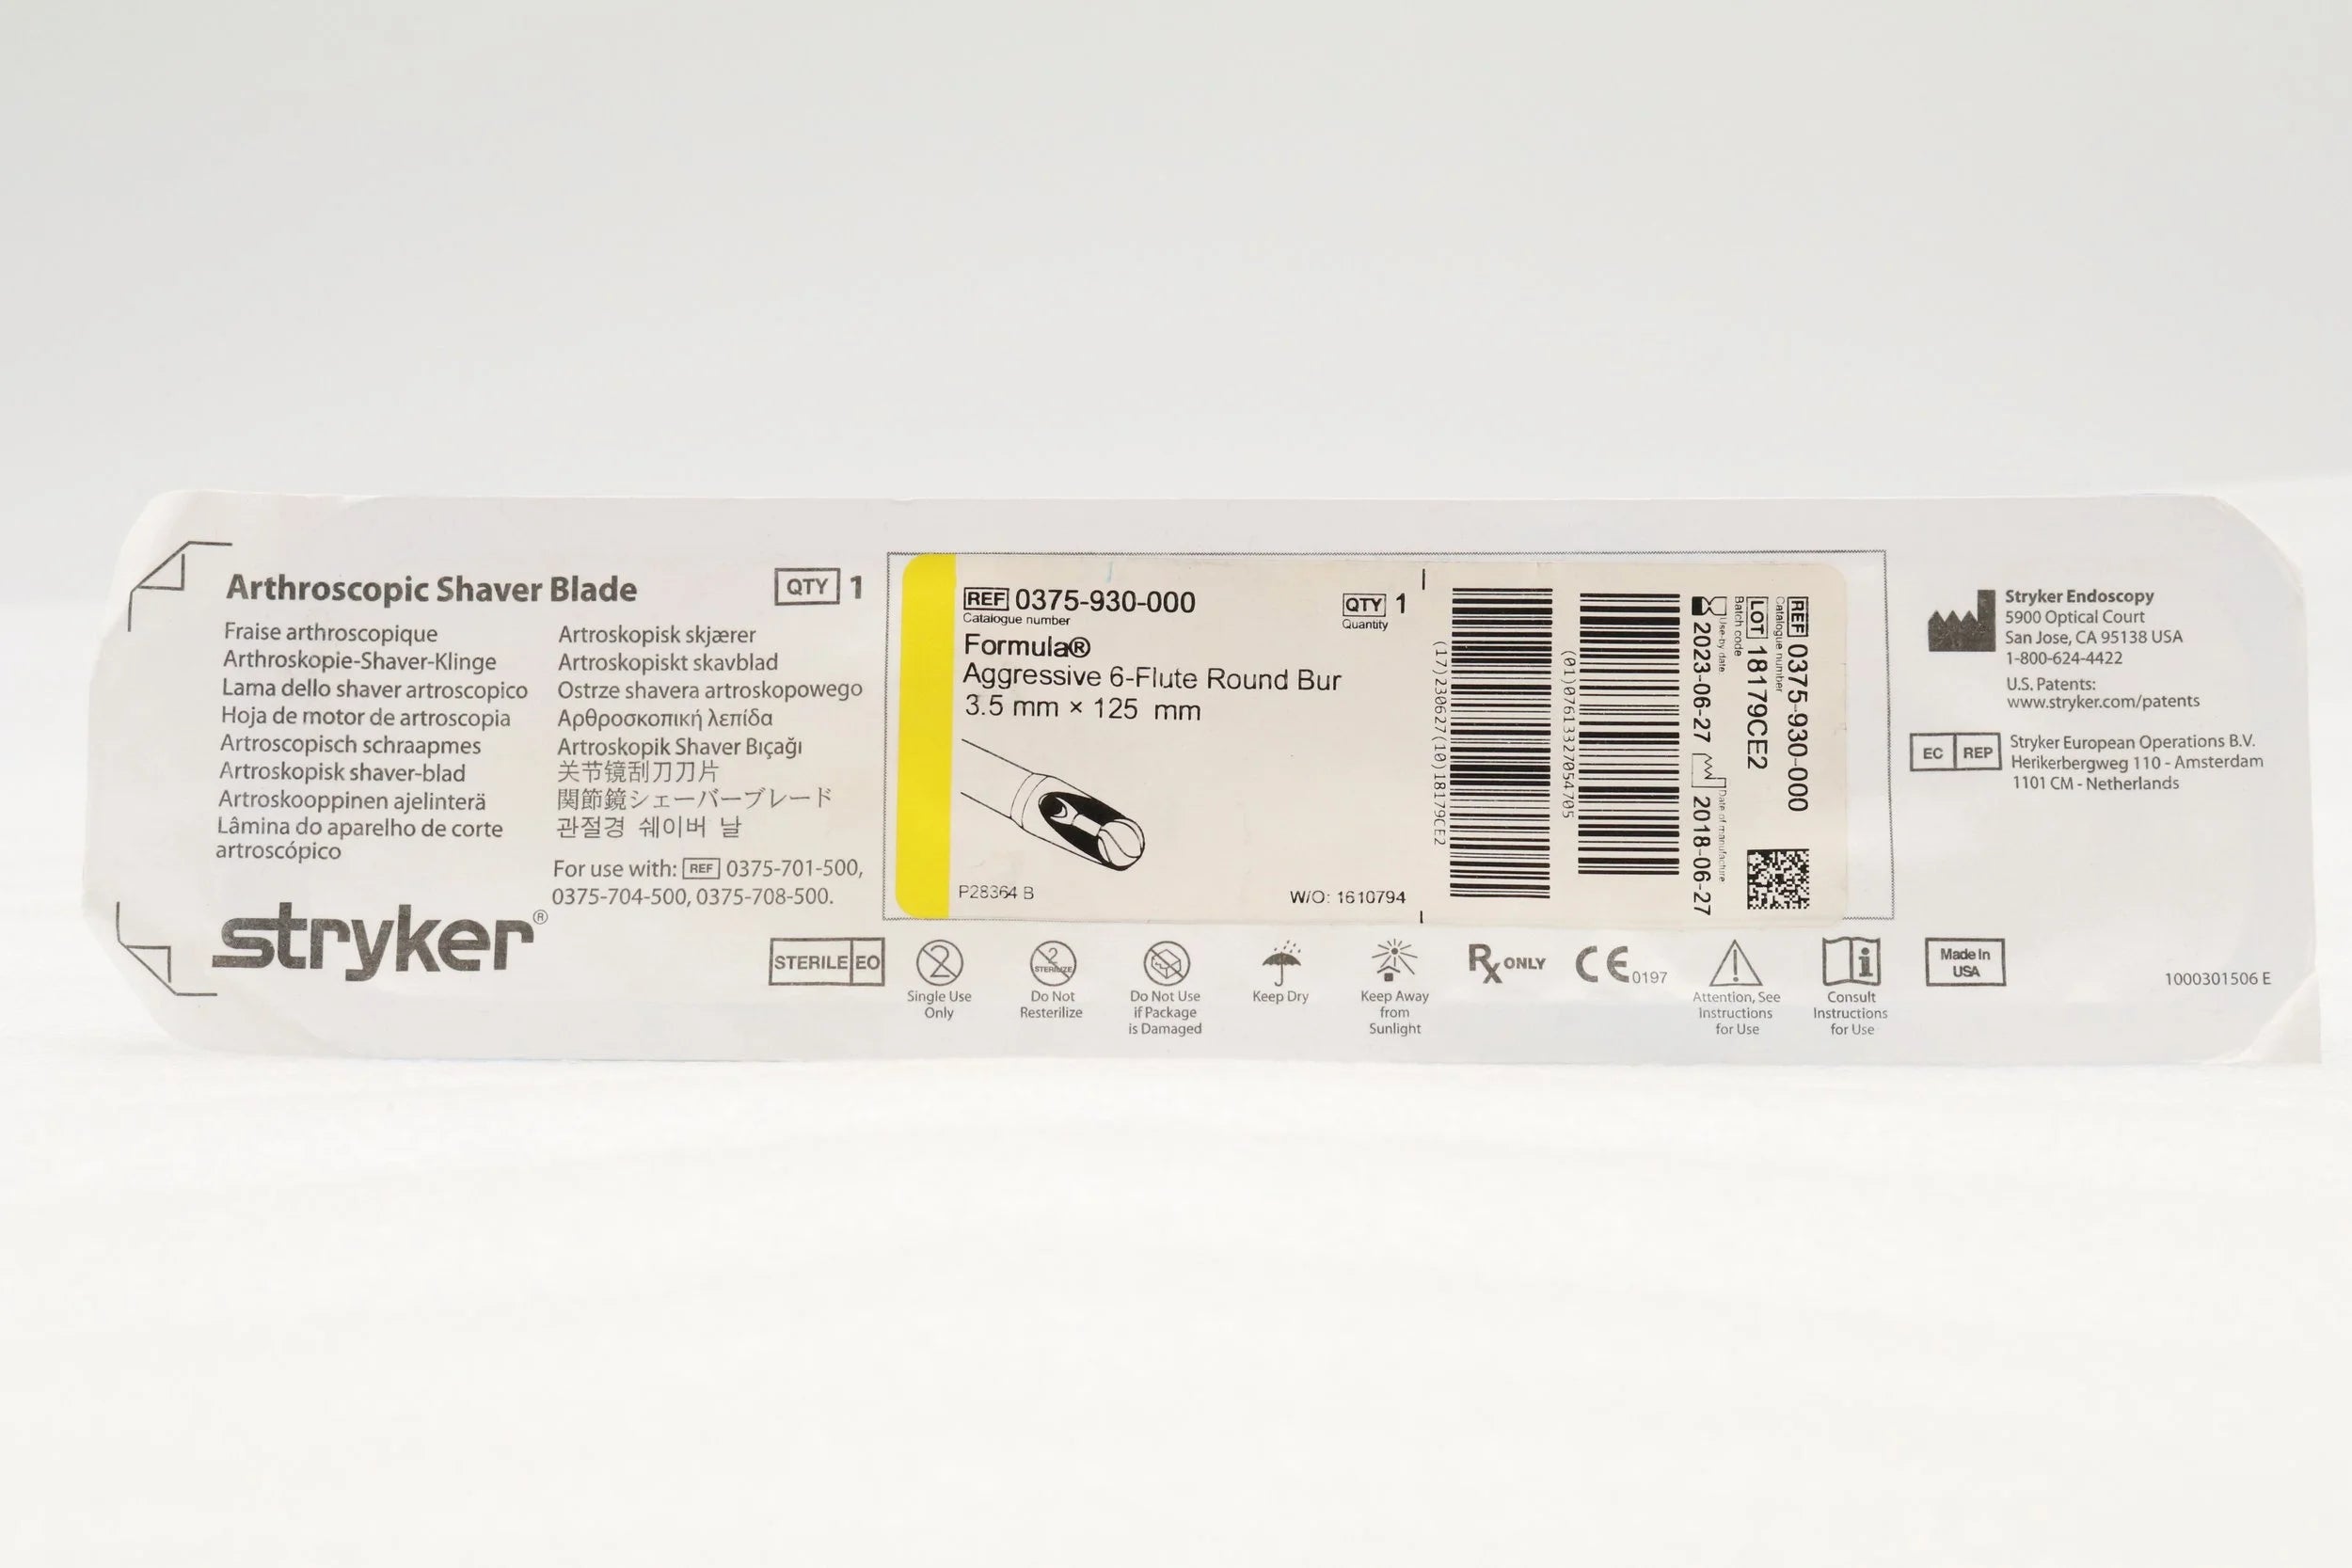 Arthroscopic Shaver Blade
QTY 1
Fraise arthroscopique
Arthroskopie-Shaver-Klinge
Lama dello shaver artroscopico
Hoja de motor de artroscopia
Artroscopisch schraapmes
Artroskopisk shaver-blad
Artroskooppinen ajelinterä
Lâmina do aparelho de corte
artroscópico
Artroskopisk skjærer
Artroskopiskt skavblad
Ostrze shavera artroskopowego
Αρθροσκοπική λεπίδα
Artroskopik Shaver Bıçağı
关节镜刮刀刀片
関節鏡シェーバーブレード
관절경 쉐이버 날
For use with: REF 0375-701-500,
0375-704-500, 0375-708-500.
stryker®
REF 0375-930-000
Catalogue number
QTY 1
Quantity
Formula®
Aggressive 6-Flute Round Bur
3.5 mm × 125 mm
P28364 B
W/O: 1610794
(17)230627(10)18179CE2
(01)07613327054705
REF 0375-930-000
Catalogue number
LOT 18179CE2
Batch code
2023-06-27
Use-by date
2018-06-27
Date of manufacture
Stryker Endoscopy
5900 Optical Court
San Jose, CA 95138 USA
1-800-624-4422
U.S. Patents:
www.stryker.com/patents
EC REP
Stryker European Operations B.V.
Herikerbergweg 110 - Amsterdam
1101 CM - Netherlands
STERILE EO
2
Single Use
Only
2
STERILIZE
Do Not
Resterilize
Do Not Use
if Package
is Damaged
Keep Dry
Keep Away
from
Sunlight
Rx ONLY
CE 0197
Attention, See
Instructions
for Use
Consult
Instructions
for Use
Made In
USA
1000301506 E